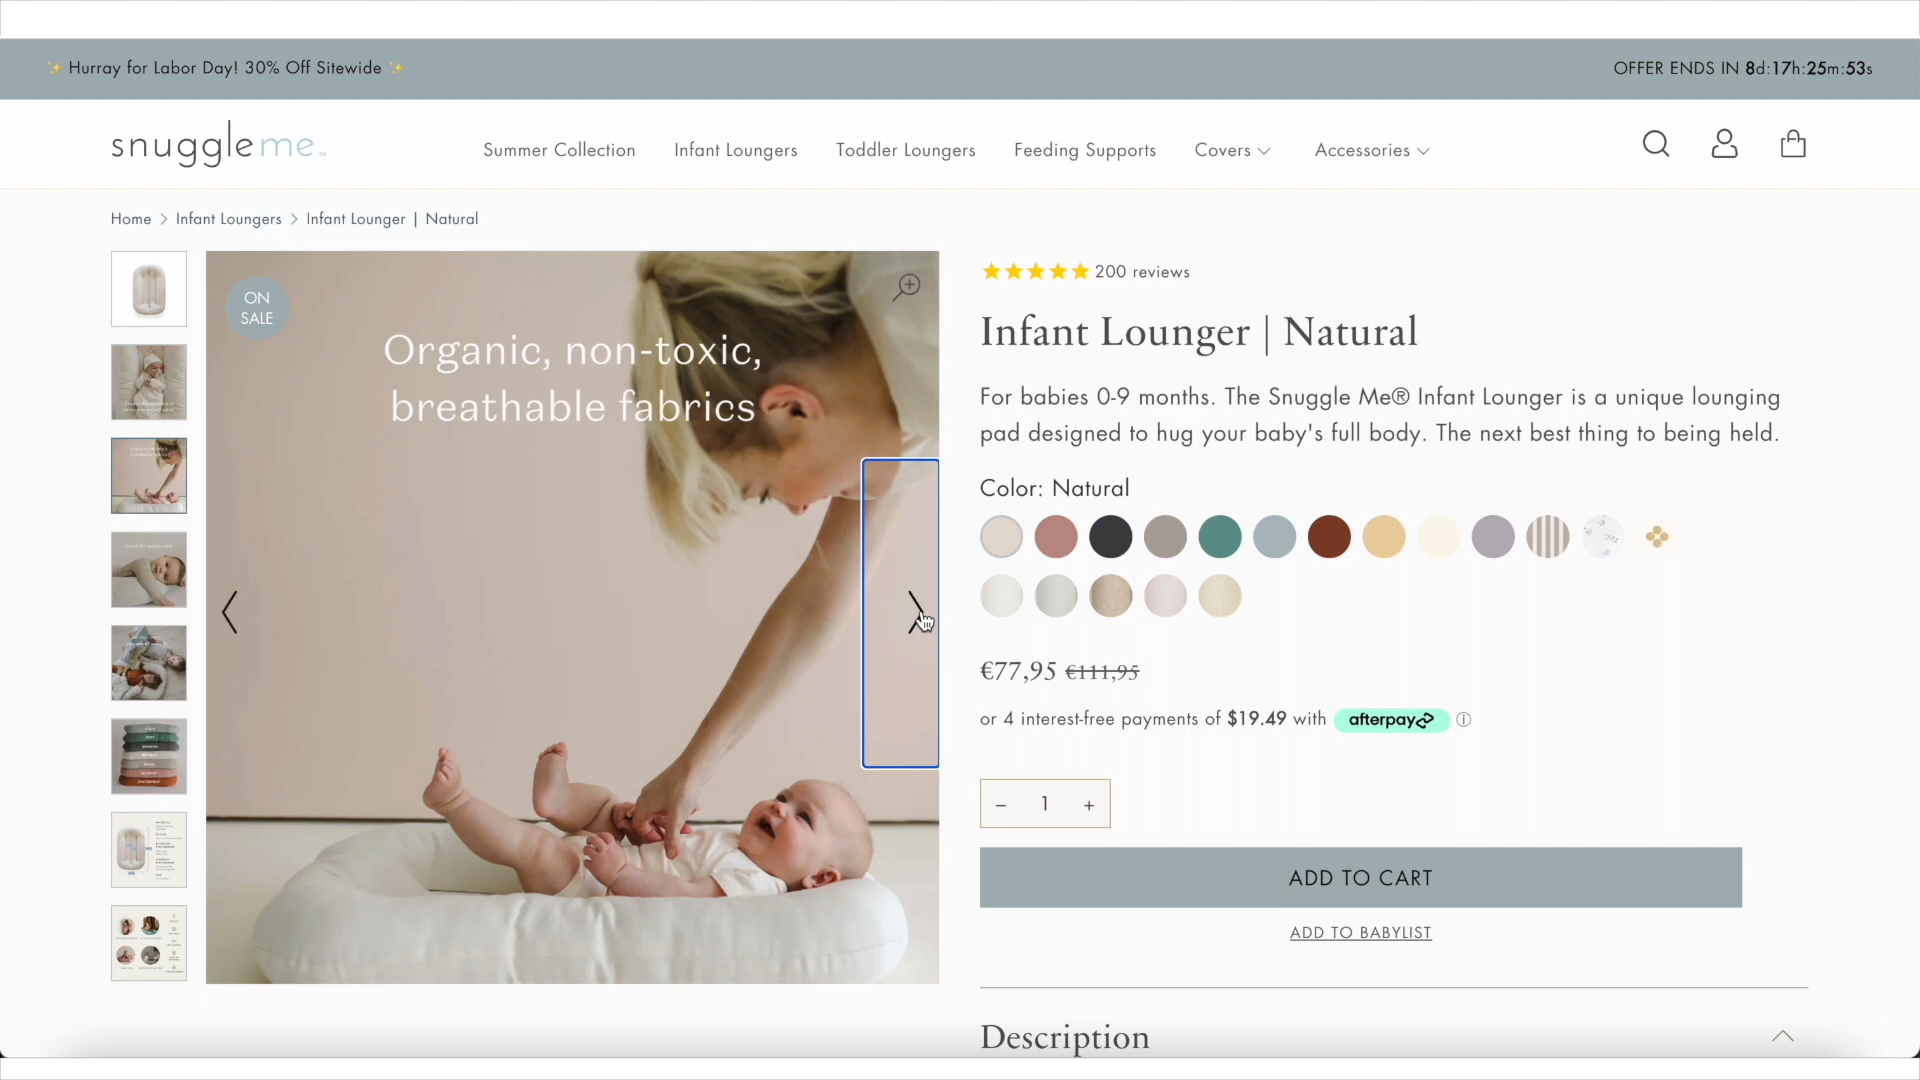 ✨ Hurray for Labor Day! 30% Off Sitewide ✨
OFFER ENDS IN 8d:17h:25m:53s
snuggle me™
Summer Collection
Infant Loungers
Toddler Loungers
Feeding Supports
Covers
Accessories
Home > Infant Loungers > Infant Lounger | Natural
ON
SALE
Organic, non-toxic,
breathable fabrics
200 reviews
Infant Lounger | Natural
For babies 0-9 months. The Snuggle Me® Infant Lounger is a unique lounging
pad designed to hug your baby's full body. The next best thing to being held.
Color: Natural
€77,95 €111,95
or 4 interest-free payments of $19.49 with afterpay ⓘ
− 1 +
ADD TO CART
ADD TO BABYLIST
Description